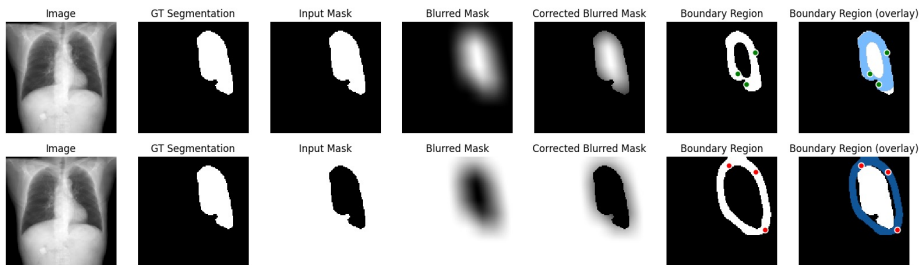 Image GT Segmentation Input Mask Blurred Mask Corrected Blurred Mask Boundary Region Boundary Region (overlay)
Image GT Segmentation Input Mask Blurred Mask Corrected Blurred Mask Boundary Region Boundary Region (overlay)